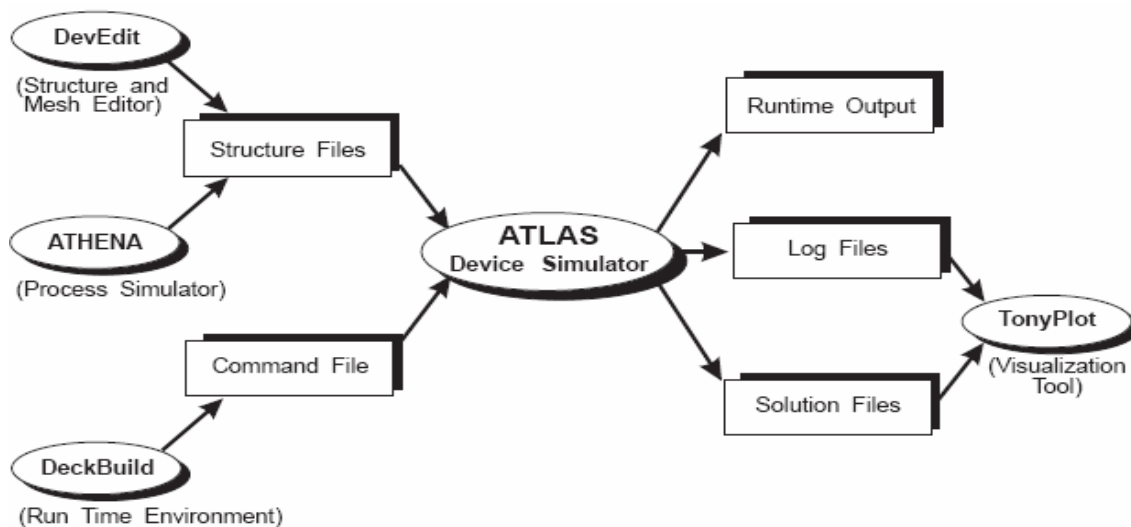 DevEdit
(Structure and
Mesh Editor)
Structure Files
ATHENA
(Process Simulator)
Command File
DeckBuild
(Run Time Environment)
ATLAS
Device Simulator
Runtime Output
Log Files
Solution Files
TonyPlot
(Visualization
Tool)